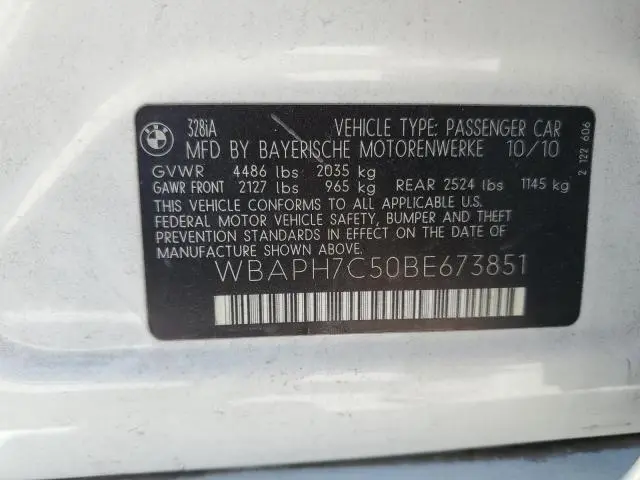 BMW
328iA VEHICLE TYPE: PASSENGER CAR
MFD BY BAYERISCHE MOTORENWERKE 10/10
GVWR 4486 lbs 2035 kg
GAWR FRONT 2127 lbs 965 kg REAR 2524 lbs 1145 kg
THIS VEHICLE CONFORMS TO ALL APPLICABLE U.S.
FEDERAL MOTOR VEHICLE SAFETY, BUMPER AND THEFT
PREVENTION STANDARDS IN EFFECT ON THE DATE OF
MANUFACTURE SHOWN ABOVE.
WBAPH7C50BE673851
2 122 606